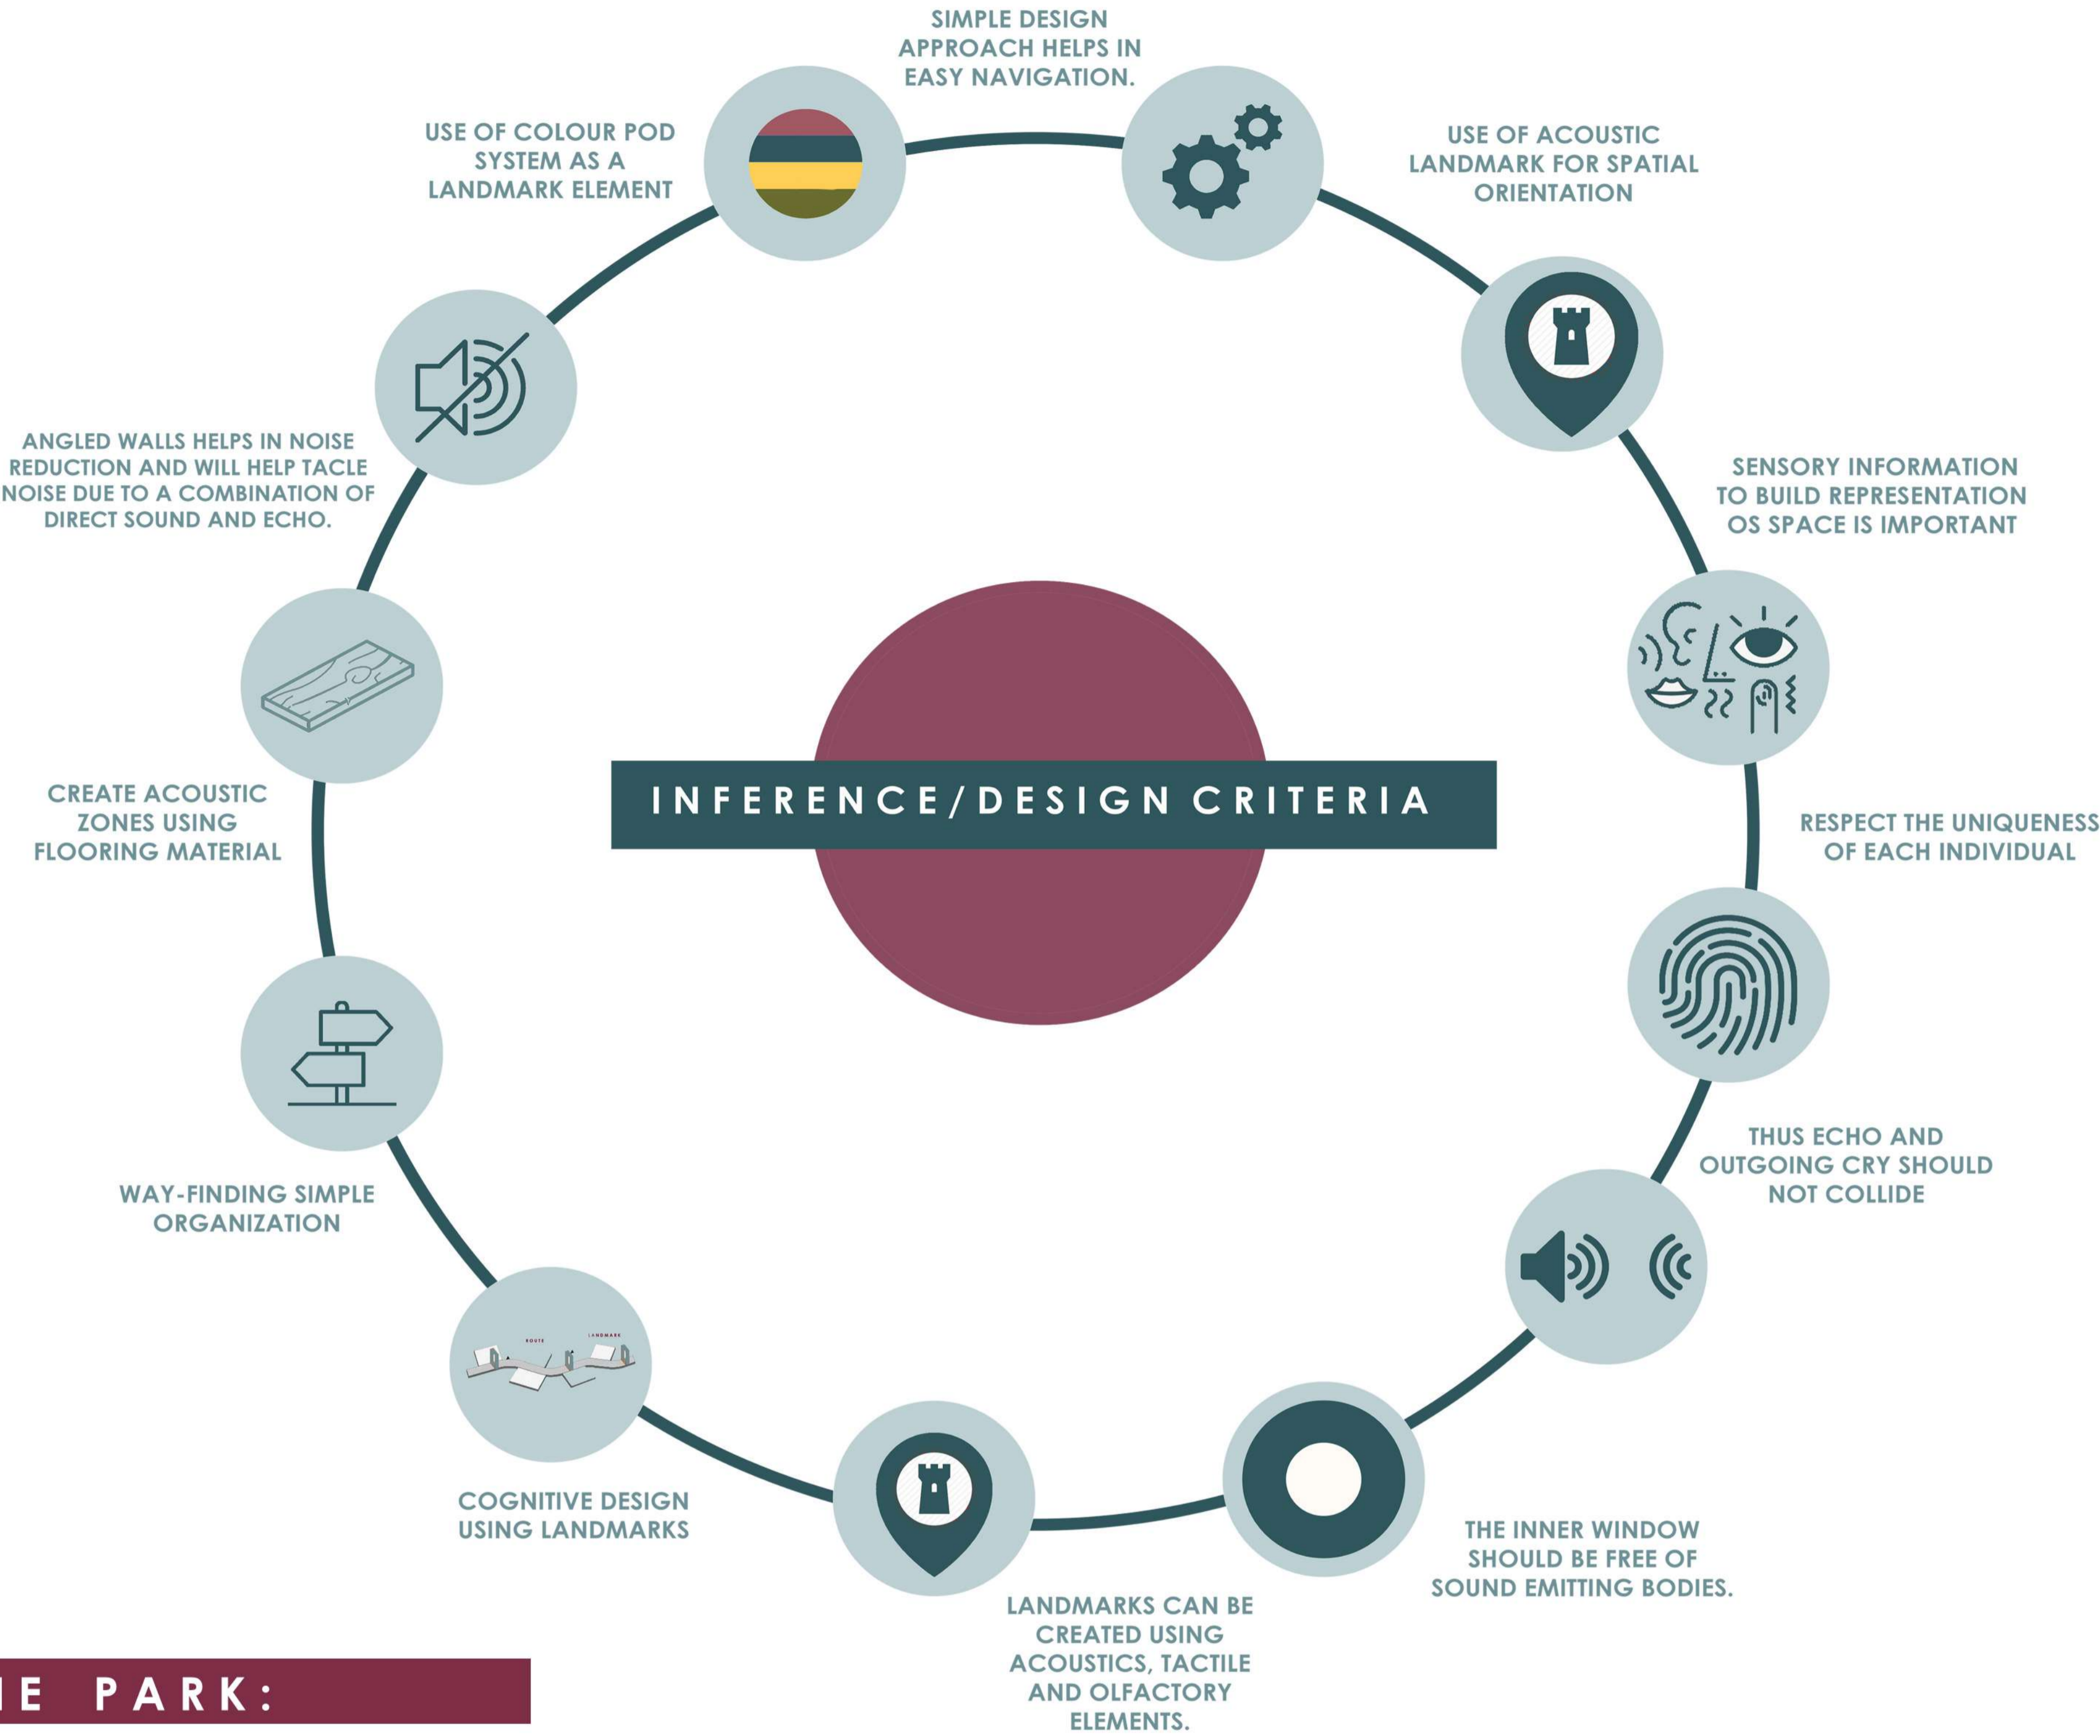 SIMPLE DESIGN
APPROACH HELPS IN
EASY NAVIGATION.
USE OF COLOUR POD
SYSTEM AS A
LANDMARK ELEMENT
USE OF ACOUSTIC
LANDMARK FOR SPATIAL
ORIENTATION
ANGLED WALLS HELPS IN NOISE
REDUCTION AND WILL HELP TACLE
NOISE DUE TO A COMBINATION OF
DIRECT SOUND AND ECHO.
SENSORY INFORMATION
TO BUILD REPRESENTATION
OS SPACE IS IMPORTANT
INFERENCE/DESIGN CRITERIA
CREATE ACOUSTIC
ZONES USING
FLOORING MATERIAL
RESPECT THE UNIQUENESS
OF EACH INDIVIDUAL
THUS ECHO AND
OUTGOING CRY SHOULD
NOT COLLIDE
WAY-FINDING SIMPLE
ORGANIZATION
ROUTE
LANDMARK
COGNITIVE DESIGN
USING LANDMARKS
THE INNER WINDOW
SHOULD BE FREE OF
SOUND EMITTING BODIES.
LANDMARKS CAN BE
CREATED USING
ACOUSTICS, TACTILE
AND OLFACTORY
ELEMENTS.
PARK: